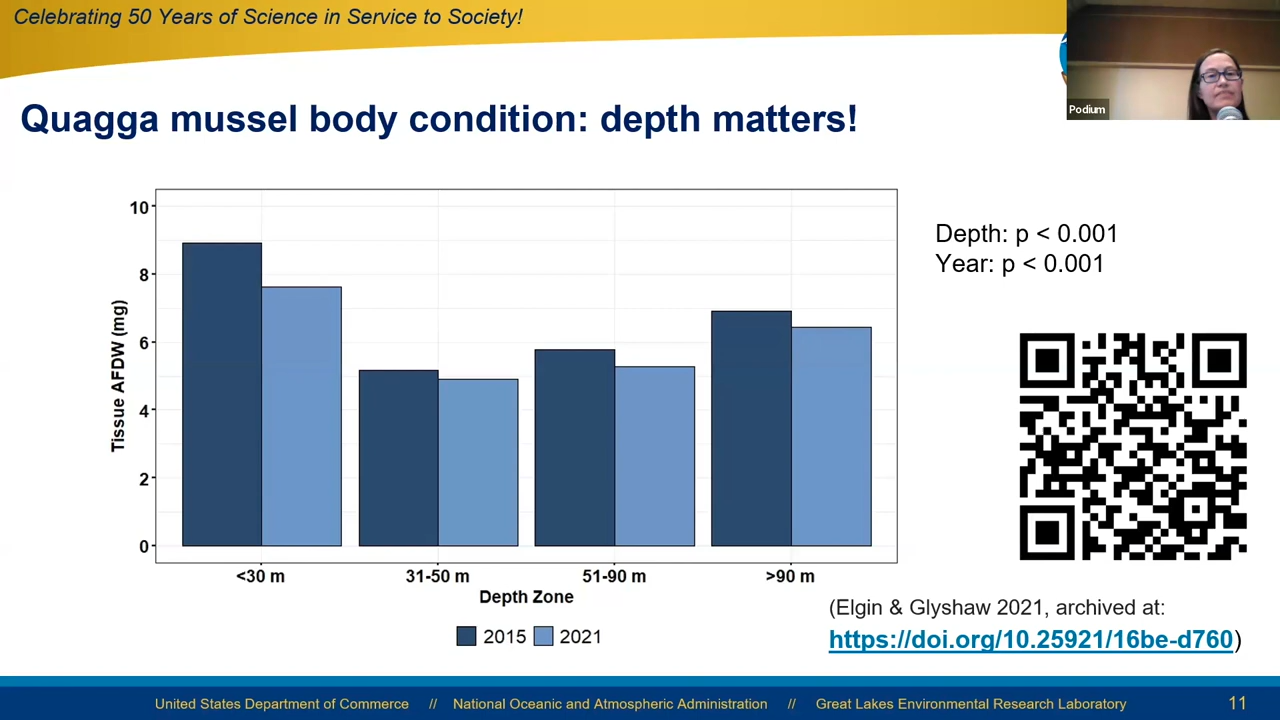 Celebrating 50 Years of Science in Service to Society!
Podium
Quagga mussel body condition: depth matters!
10
8
6
4
2
0
Tissue AFDW (mg)
<30 m
31-50 m
51-90 m
>90 m
Depth Zone
2015
2021
Depth: p < 0.001
Year: p < 0.001
(Elgin & Glyshaw 2021, archived at:
https://doi.org/10.25921/16be-d760)
United States Department of Commerce // National Oceanic and Atmospheric Administration // Great Lakes Environmental Research Laboratory
11